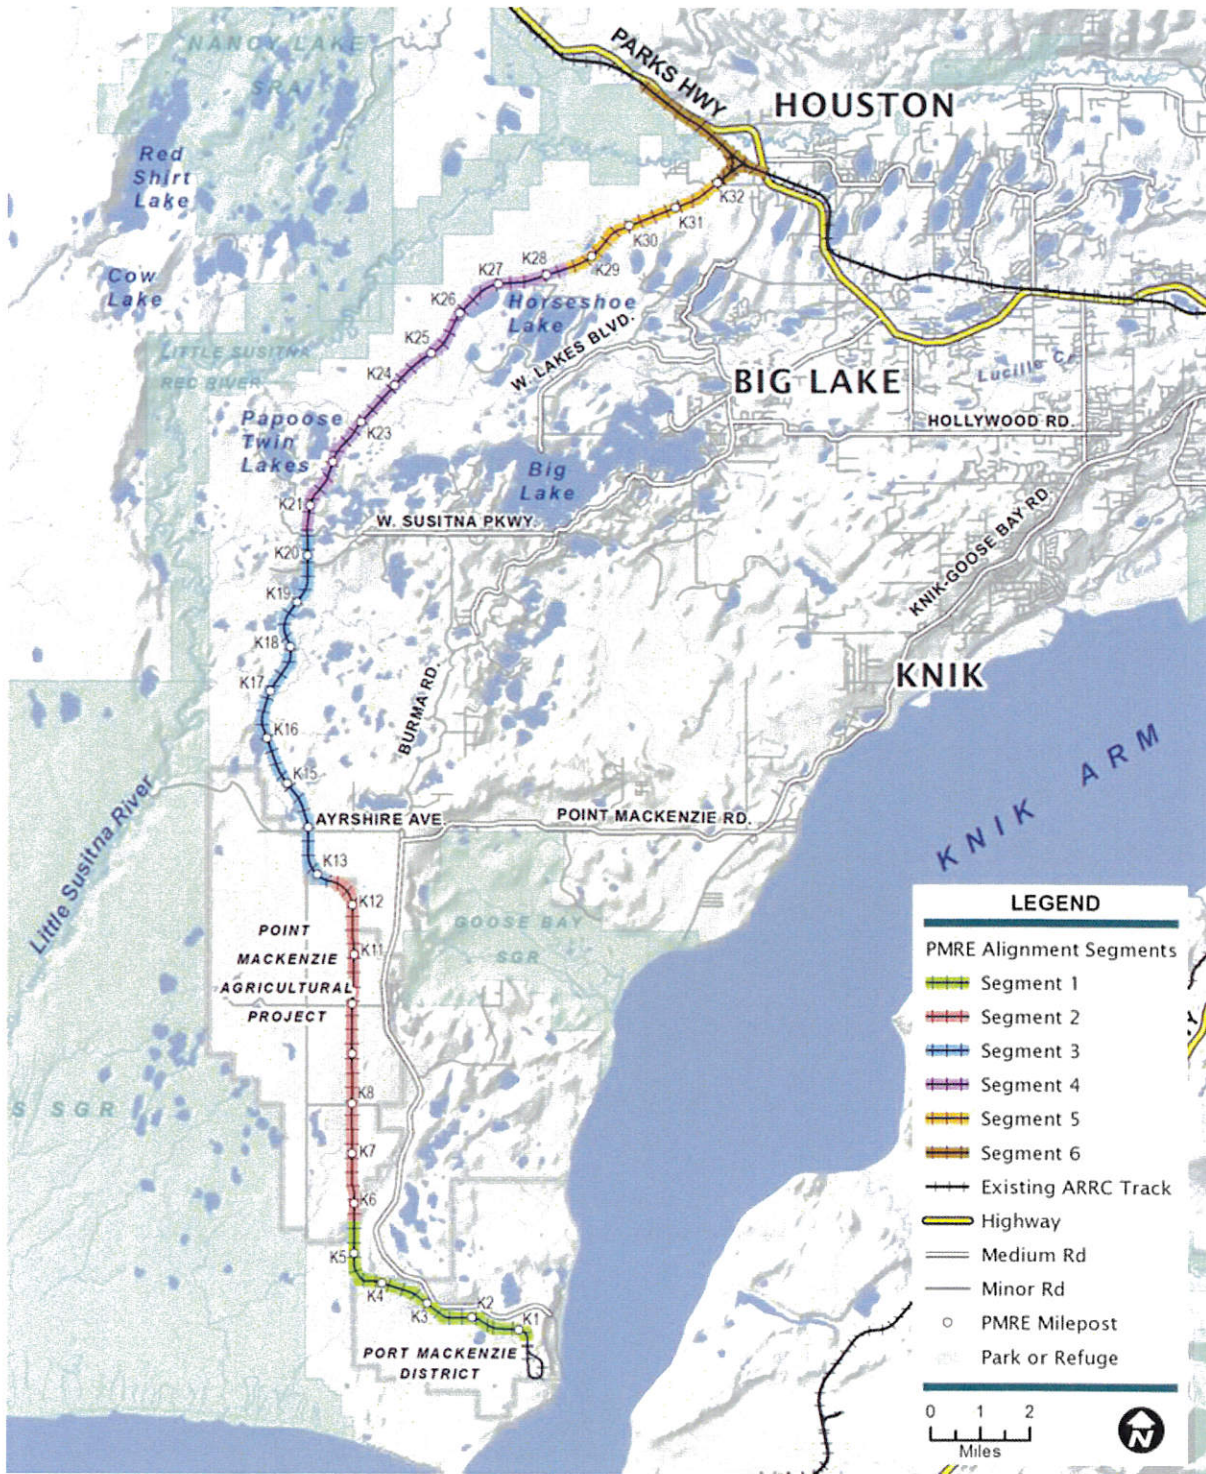 NANCY LAKE
SRA
PARKS HWY
HOUSTON
Red
Shirt
Lake
K32
K31
K30
K29
K28
K27
Cow
Lake
Horseshoe
Lake
K26
W. LAKES BLVD.
K25
LITTLE SUSITNA
RED RIVER
K24
BIG LAKE
Lucille Cr
Papoose
Twin
Lakes
K23
HOLLYWOOD RD.
Big
Lake
K21
W. SUSITNA PKWY.
K20
KNIK-GOOSE BAY RD
K19
K18
KNIK
K17
BURMA RD.
K16
KNIK ARM
K15
Little Susitna River
AYRSHIRE AVE.
POINT MACKENZIE RD.
K13
K12
GOOSE BAY
SGR
POINT
MACKENZIE
AGRICULTURAL
PROJECT
K11
K8
S SGR
K7
K6
K5
K4
K3
K2
K1
PORT MACKENZIE
DISTRICT
LEGEND
PMRE Alignment Segments
Segment 1
Segment 2
Segment 3
Segment 4
Segment 5
Segment 6
Existing ARRC Track
Highway
Medium Rd
Minor Rd
PMRE Milepost
Park or Refuge
0 1 2
Miles
N